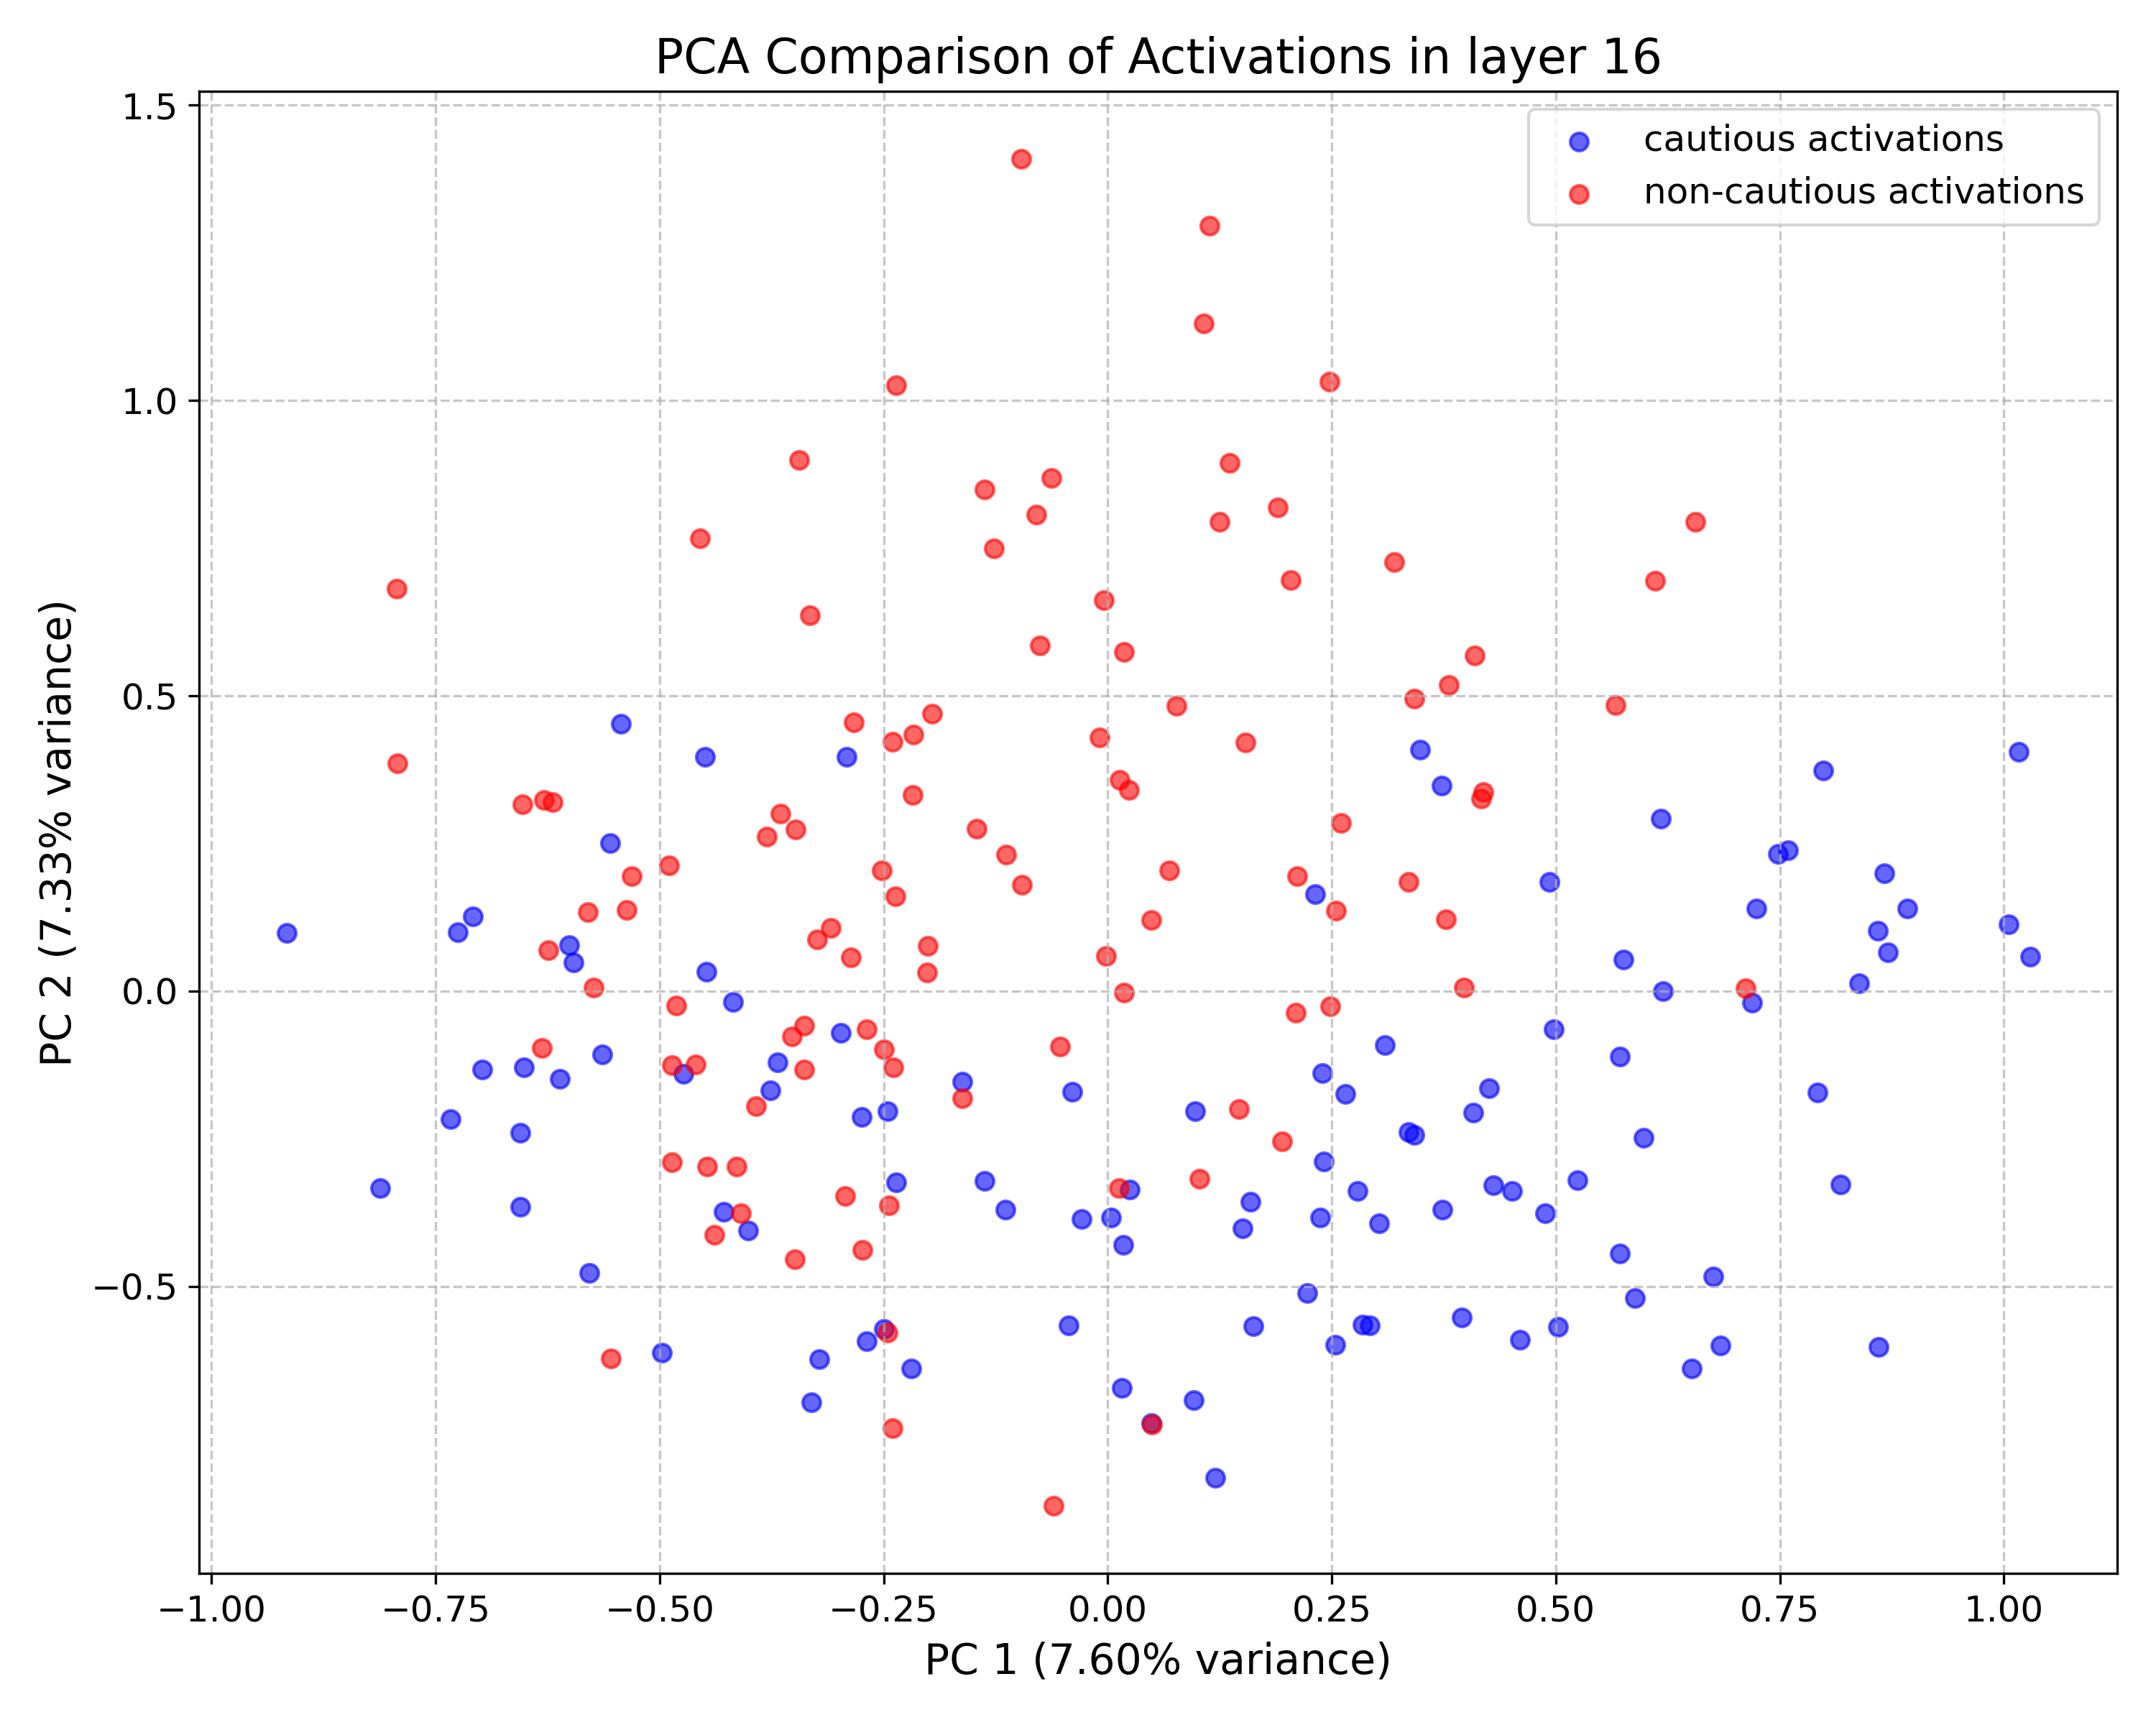 PCA Comparison of Activations in layer 16
cautious activations
non-cautious activations
1.5
1.0
0.5
0.0
−0.5
PC 2 (7.33% variance)
−1.00
−0.75
−0.50
−0.25
0.00
0.25
0.50
0.75
1.00
PC 1 (7.60% variance)